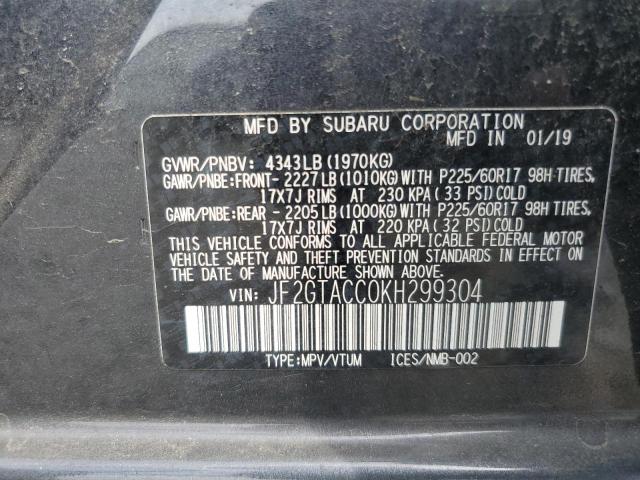 MFD BY SUBARU CORPORATION
MFD IN 01/19
GVWR/PNBV: 4343LB(1970KG)
GAWR/PNBE:FRONT- 2227LB(1010KG)WITH P225/60R17 98H TIRES,
17X7J RIMS AT 230 KPA(33 PSI)COLD
GAWR/PNBE:REAR - 2205LB(1000KG)WITH P225/60R17 98H TIRES,
17X7J RIMS AT 220 KPA(32 PSI)COLD
THIS VEHICLE CONFORMS TO ALL APPLICABLE FEDERAL MOTOR
VEHICLE SAFETY AND THEFT PREVENTION STANDARDS IN EFFECT
ON THE DATE OF MANUFACTURE SHOWN ABOVE.
VIN: JF2GTACC0KH299304
TYPE:MPV/VTUM ICES/NMB-002